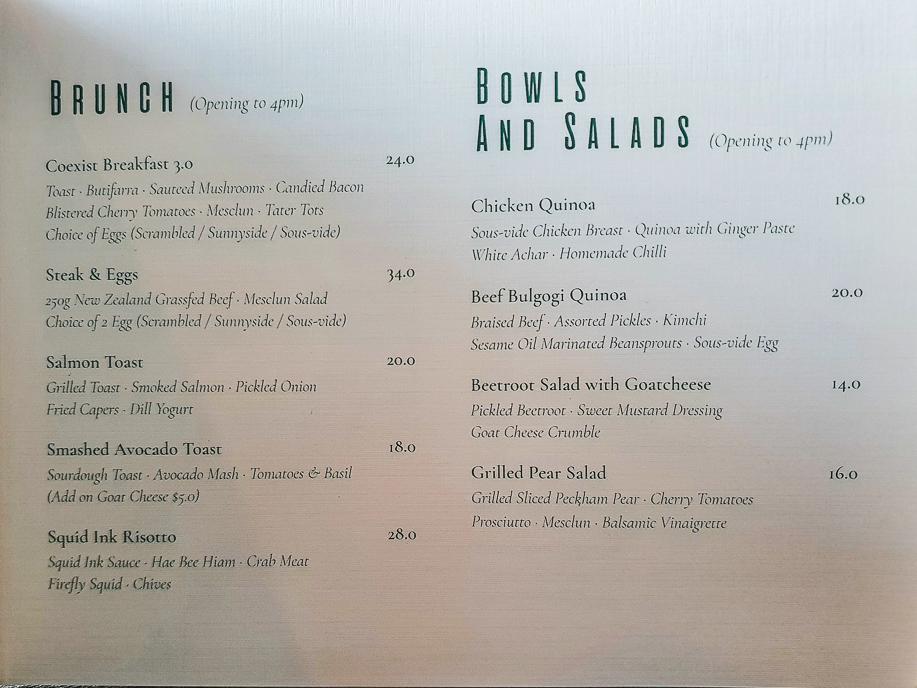 BRUNCH (Opening to 4pm)
Coexist Breakfast 3.0 24.0
Toast · Butifarra · Sauteed Mushrooms · Candied Bacon
Blistered Cherry Tomatoes · Mesclun · Tater Tots
Choice of Eggs (Scrambled / Sunnyside / Sous-vide)
Steak & Eggs 34.0
250g New Zealand Grassfed Beef · Mesclun Salad
Choice of 2 Egg (Scrambled / Sunnyside / Sous-vide)
Salmon Toast 20.0
Grilled Toast · Smoked Salmon · Pickled Onion
Fried Capers · Dill Yogurt
Smashed Avocado Toast 18.0
Sourdough Toast · Avocado Mash · Tomatoes & Basil
(Add on Goat Cheese $5.0)
Squid Ink Risotto 28.0
Squid Ink Sauce · Hae Bee Hiam · Crab Meat
Firefly Squid · Chives
BOWLS
AND SALADS (Opening to 4pm)
Chicken Quinoa 18.0
Sous-vide Chicken Breast · Quinoa with Ginger Paste
White Achar · Homemade Chilli
Beef Bulgogi Quinoa 20.0
Braised Beef · Assorted Pickles · Kimchi
Sesame Oil Marinated Beansprouts · Sous-vide Egg
Beetroot Salad with Goatcheese 14.0
Pickled Beetroot · Sweet Mustard Dressing
Goat Cheese Crumble
Grilled Pear Salad 16.0
Grilled Sliced Peckham Pear · Cherry Tomatoes
Prosciutto · Mesclun · Balsamic Vinaigrette